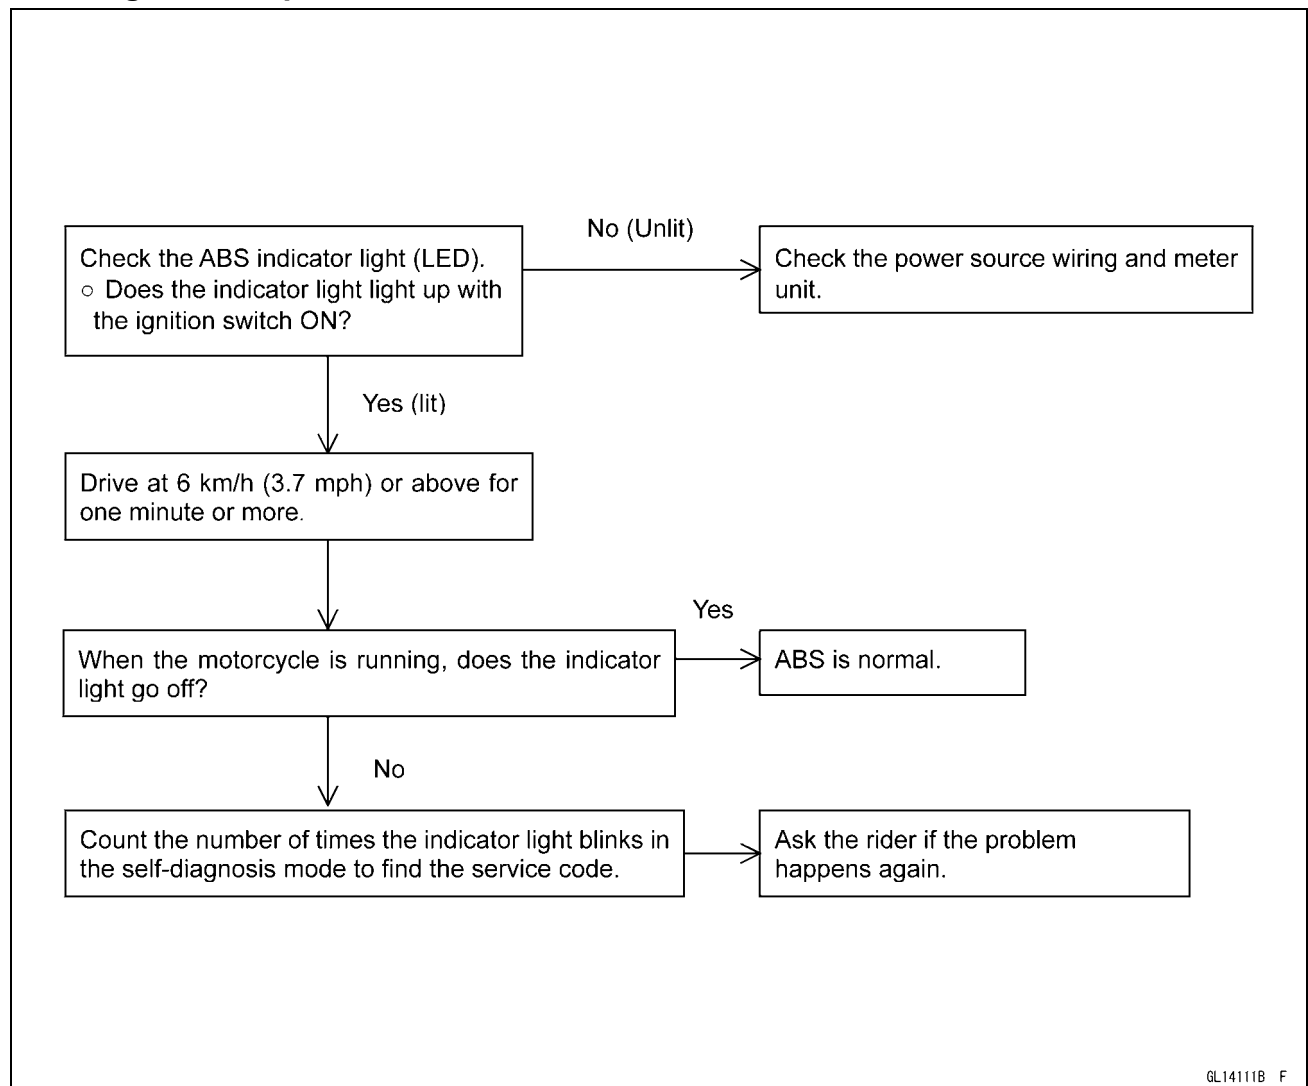 No (Unlit)
Check the ABS indicator light (LED).
○ Does the indicator light light up with
the ignition switch ON?
Check the power source wiring and meter
unit.
Yes (lit)
Drive at 6 km/h (3.7 mph) or above for
one minute or more.
Yes
When the motorcycle is running, does the indicator
light go off?
ABS is normal.
No
Count the number of times the indicator light blinks in
the self-diagnosis mode to find the service code.
Ask the rider if the problem
happens again.
GL14111B F